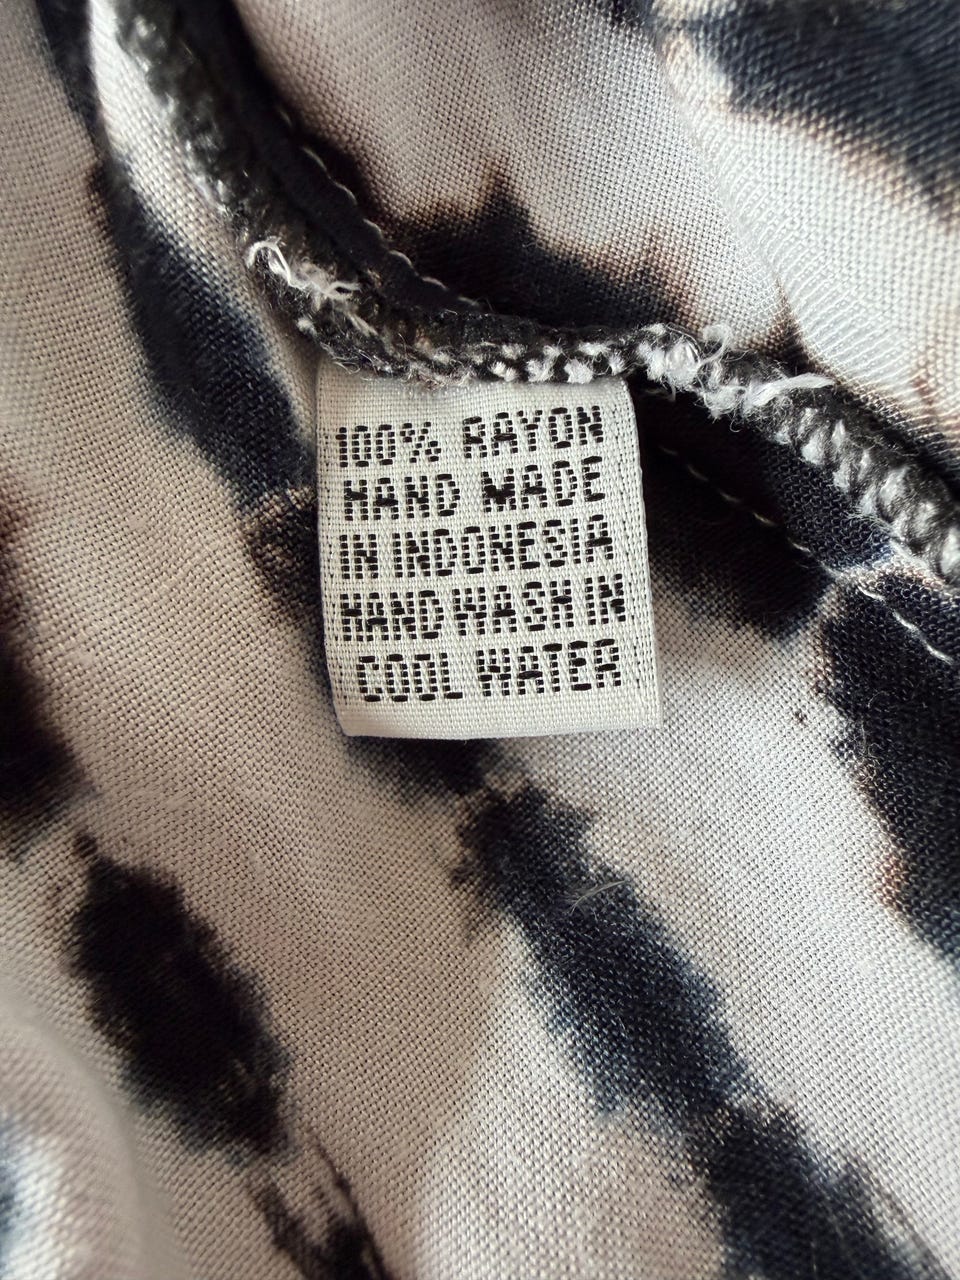 100% RAYON
HAND MADE
IN INDONESIA
HAND WASH IN
COOL WATER